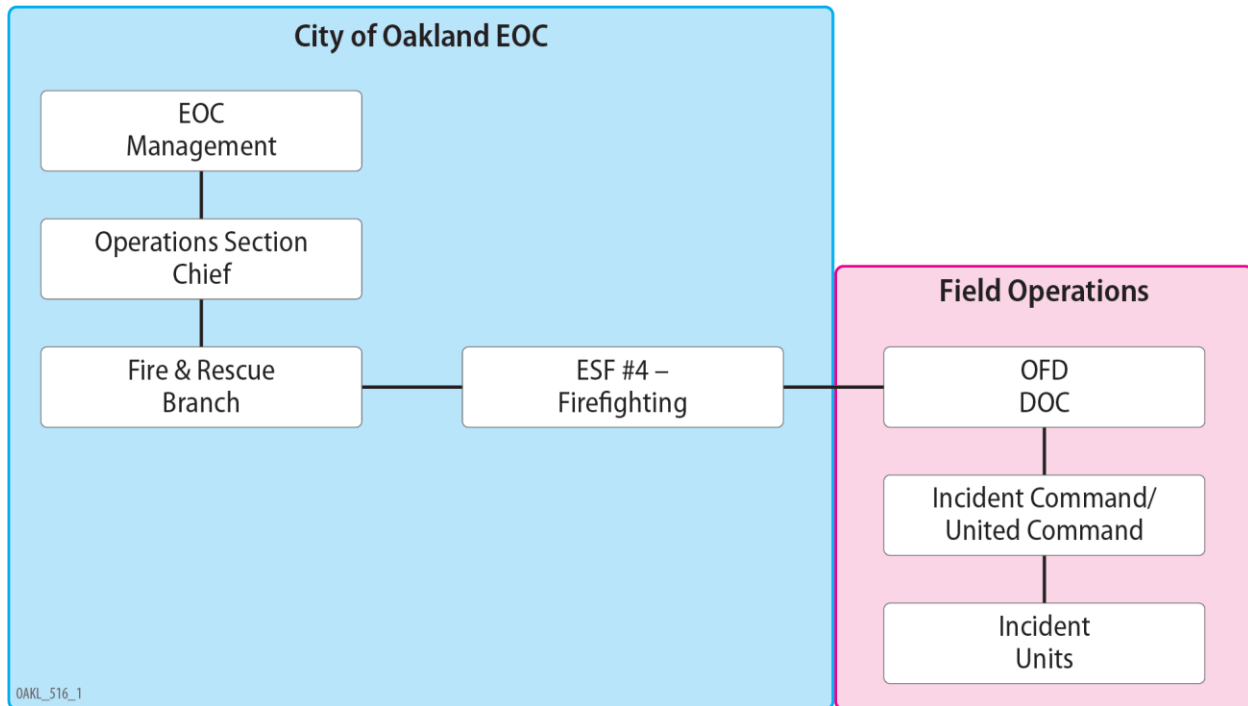 City of Oakland EOC
EOC
Management
Operations Section
Chief
Fire & Rescue
Branch
ESF #4 –
Firefighting
Field Operations
OFD
DOC
Incident Command/
United Command
Incident
Units
OAKL_516_1